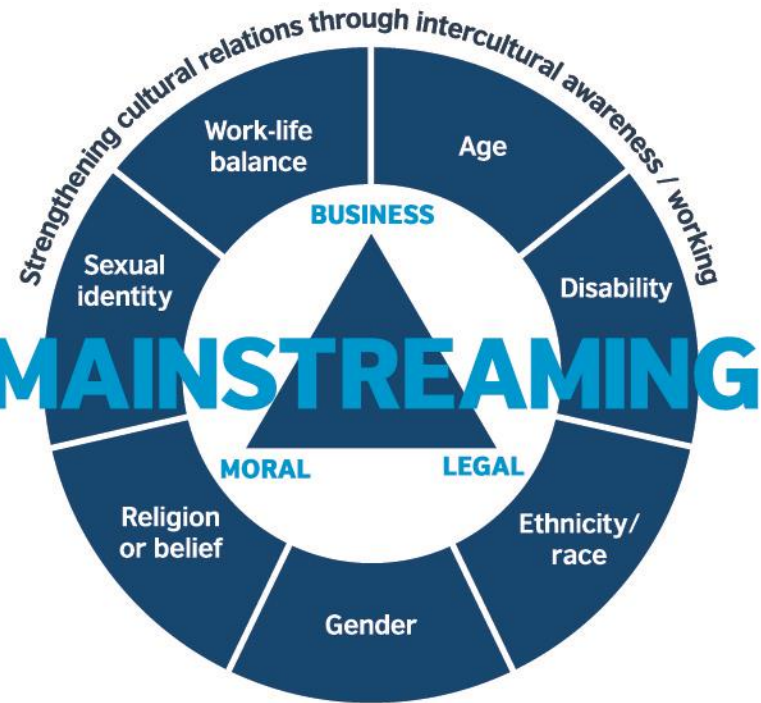 Strengthening cultural relations through intercultural awareness / working
Work-life
balance
Age
BUSINESS
Sexual
identity
Disability
MAINSTREAMING
MORAL
LEGAL
Religion
or belief
Ethnicity/
race
Gender